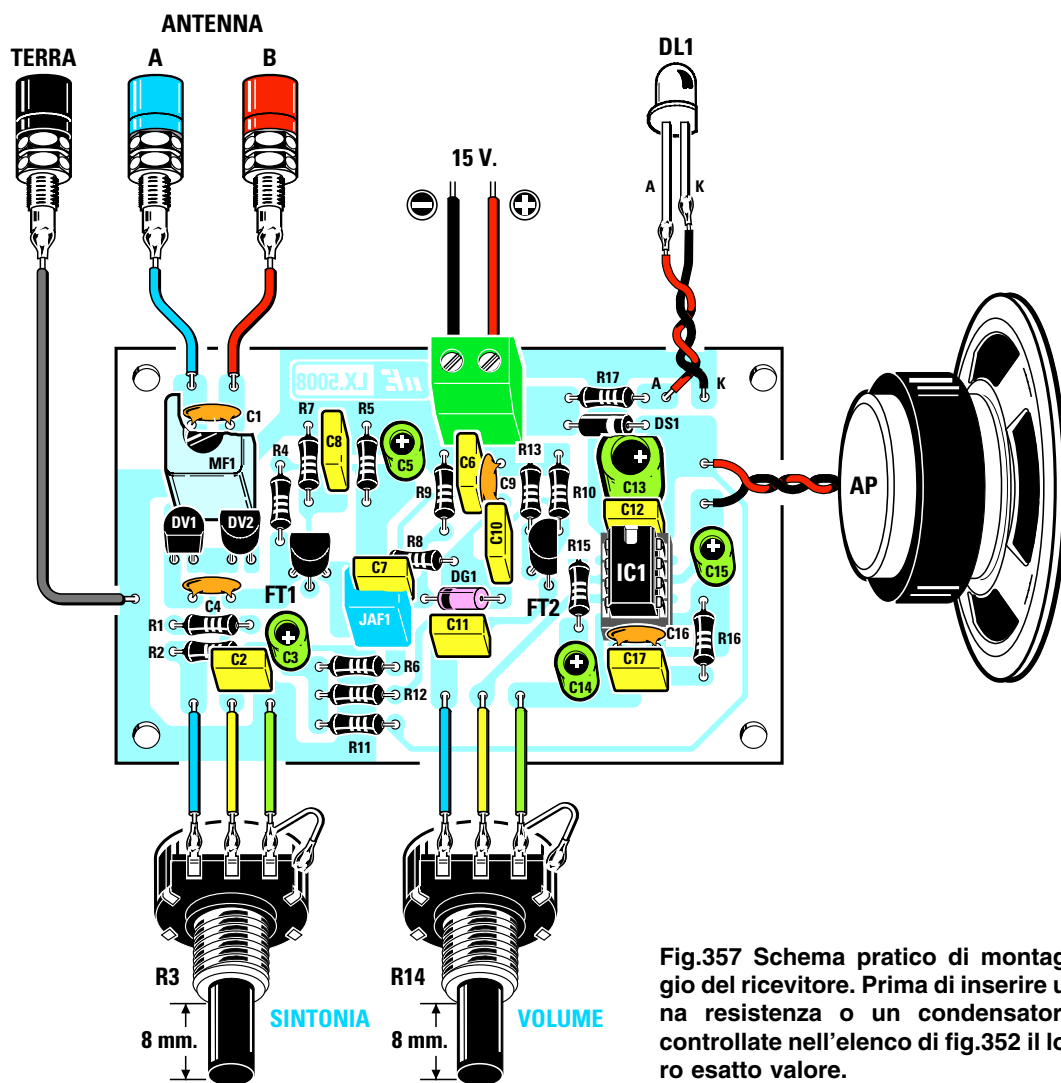 ANTENNA
TERRA A B
DL1
15 V.
A K
LX.5008
R17 A K
C1 R7 R5 DS1
MF1 R4 C8 C5 C6 R13 C13 AP
R9 C9 R10 C12
DV1 DV2 C10
R8 R15 IC1 C15
C7 DG1
FT1 FT2
C4 JAF1
R1 C11 C16 R16
R2 C2 C3 R6 C17
R12 C14
R11
R3 R14
SINTONIA VOLUME
8 mm. 8 mm.
Fig.357 Schema pratico di montag
gio del ricevitore. Prima di inserire u
na resistenza o un condensator
controllate nell'elenco di fig.352 il lo
ro esatto valore.